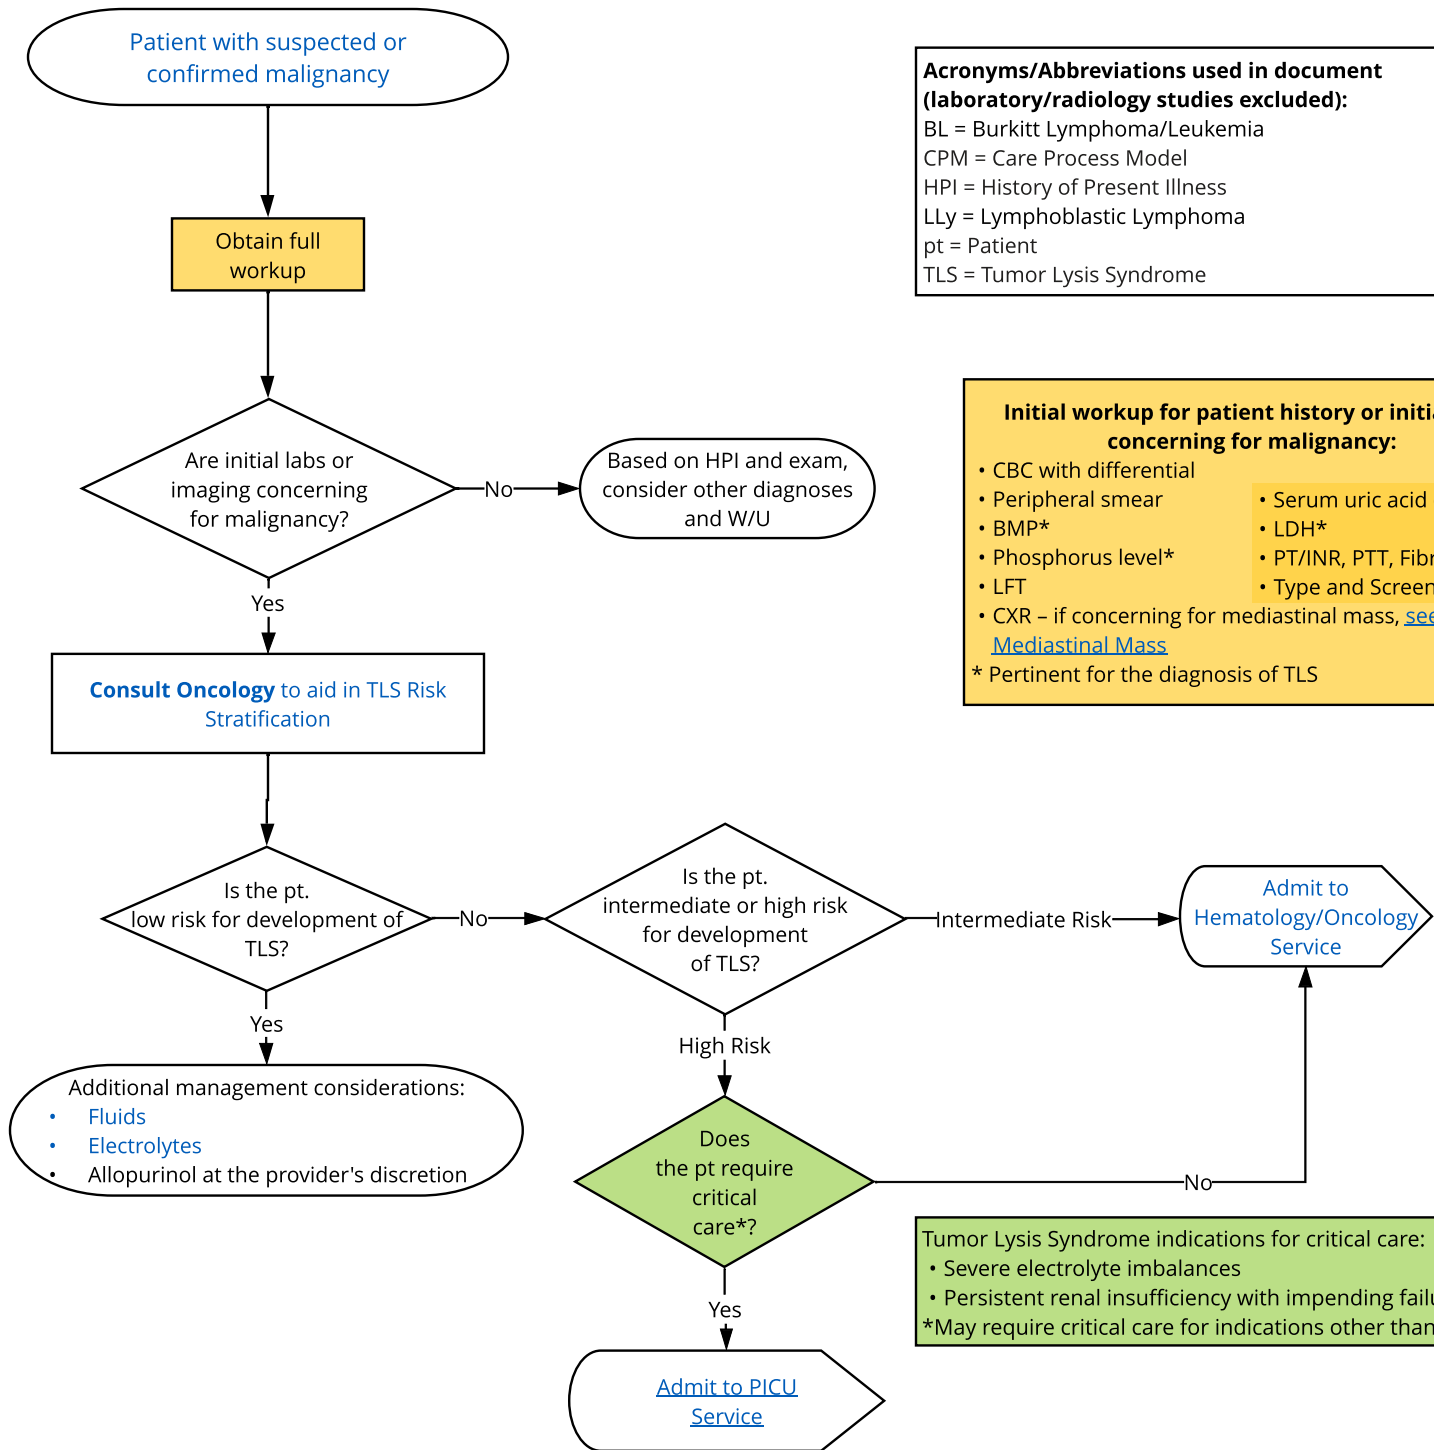 Patient with suspected or
confirmed malignancy
Acronyms/Abbreviations used in document
(laboratory/radiology studies excluded):
BL = Burkitt Lymphoma/Leukemia
CPM = Care Process Model
HPI = History of Present Illness
LLy = Lymphoblastic Lymphoma
pt = Patient
TLS = Tumor Lysis Syndrome
Obtain full
workup
Initial workup for patient history or
concerning for malignancy:
• CBC with differential
• Peripheral smear
• BMP*
• Phosphorus level*
• LFT
• Serum uric acid
• LDH*
• PT/INR, PTT,
• Type and Screen
• CXR – if concerning for mediastinal mass, see
Mediastinal Mass
* Pertinent for the diagnosis of TLS
Are initial labs or
imaging concerning
for malignancy?
No
Based on HPI and exam,
consider other diagnoses
and W/U
Yes
Consult Oncology to aid in TLS Risk
Stratification
Is the pt.
low risk for development of
TLS?
No
Is the pt.
intermediate or high risk
for development
of TLS?
Intermediate Risk
Admit to
Hematology/Oncology
Service
Yes
High Risk
Additional management considerations:
• Fluids
• Electrolytes
• Allopurinol at the provider's discretion
Does
the pt require
critical
care*?
No
Tumor Lysis Syndrome indications for critical care:
• Severe electrolyte imbalances
• Persistent renal insufficiency with impending
*May require critical care for indications other than
Yes
Admit to PICU
Service